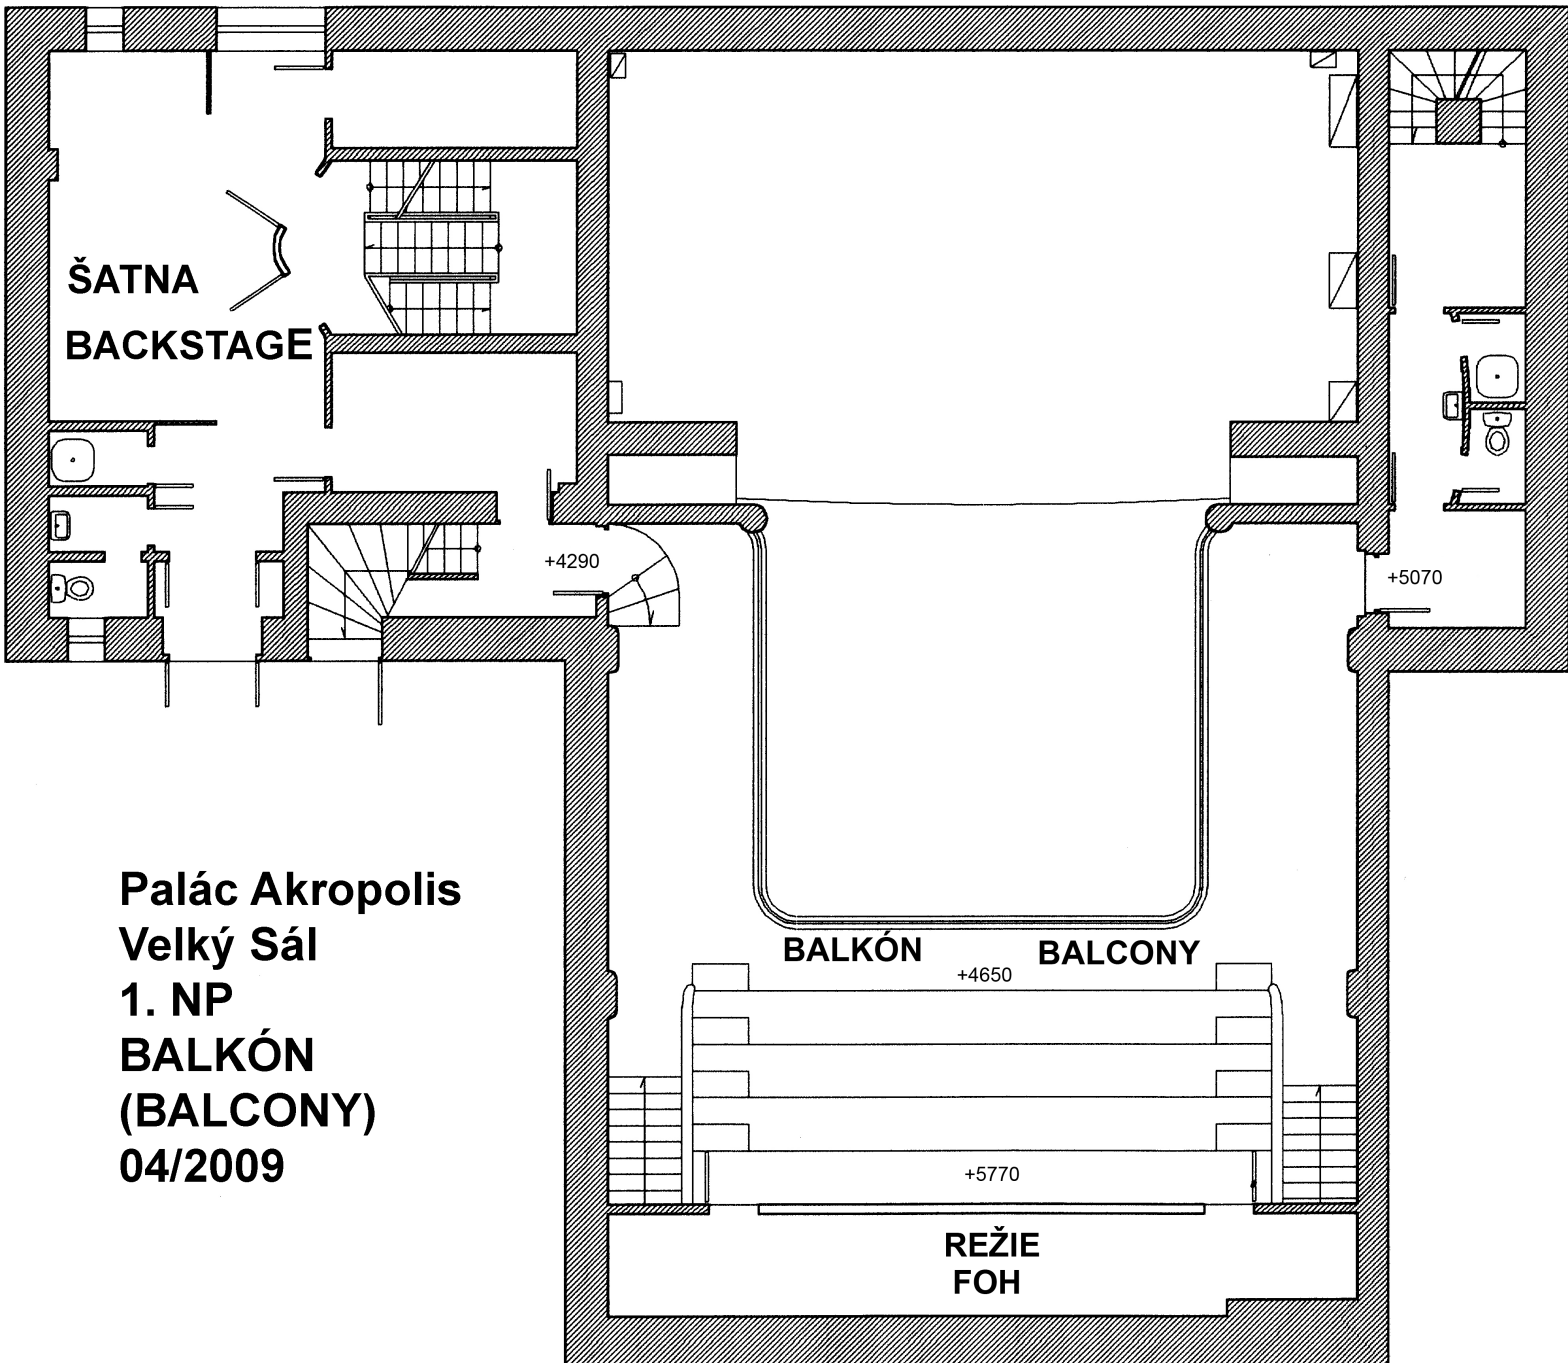 ŠATNA
BACKSTAGE
+4290
+5070
Palác Akropolis
Velký Sál
1. NP
BALKÓN
(BALCONY)
04/2009
BALKÓN BALCONY
+4650
+5770
REŽIE
FOH